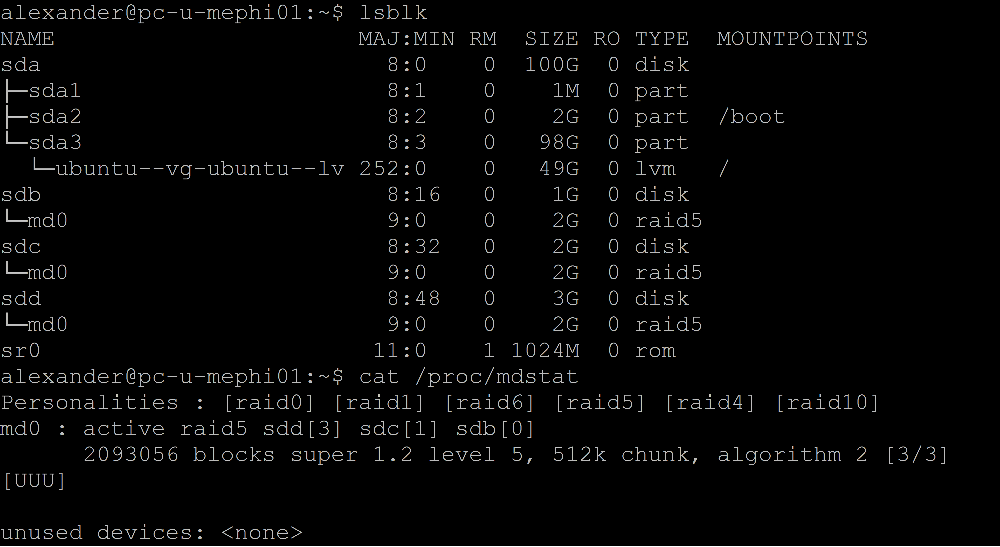 alexander@pc-u-mephi01:~$ lsblk
NAME                      MAJ:MIN RM  SIZE RO TYPE  MOUNTPOINTS
sda                         8:0    0  100G  0 disk
├─sda1                      8:1    0    1M  0 part
├─sda2                      8:2    0    2G  0 part  /boot
└─sda3                      8:3    0   98G  0 part
  └─ubuntu--vg-ubuntu--lv 252:0    0   49G  0 lvm   /
sdb                         8:16   0    1G  0 disk
└─md0                       9:0    0    2G  0 raid5
sdc                         8:32   0    2G  0 disk
└─md0                       9:0    0    2G  0 raid5
sdd                         8:48   0    3G  0 disk
└─md0                       9:0    0    2G  0 raid5
sr0                        11:0    1 1024M  0 rom
alexander@pc-u-mephi01:~$ cat /proc/mdstat
Personalities : [raid0] [raid1] [raid6] [raid5] [raid4] [raid10]
md0 : active raid5 sdd[3] sdc[1] sdb[0]
      2093056 blocks super 1.2 level 5, 512k chunk, algorithm 2 [3/3]
[UUU]

unused devices: <none>